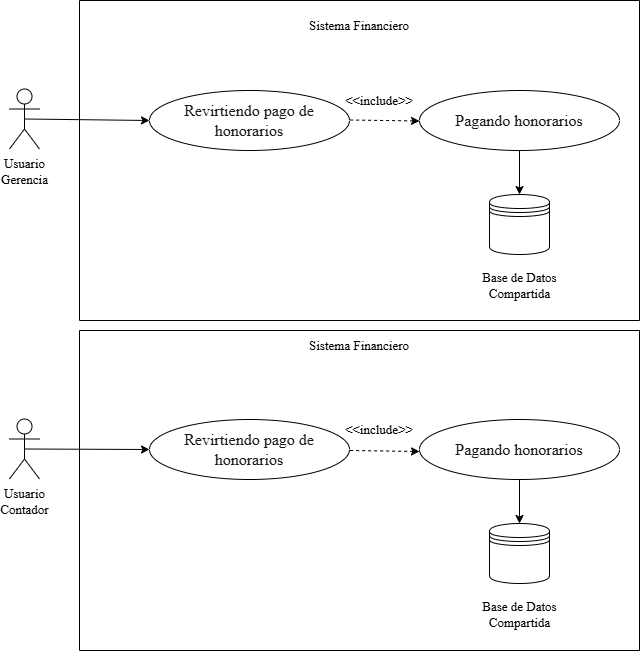 Sistema Financiero
Revirtiendo pago de
honorarios
<<include>>
Pagando honorarios
Usuario
Gerencia
Base de Datos
Compartida
Sistema Financiero
Revirtiendo pago de
honorarios
<<include>>
Pagando honorarios
Usuario
Contador
Base de Datos
Compartida